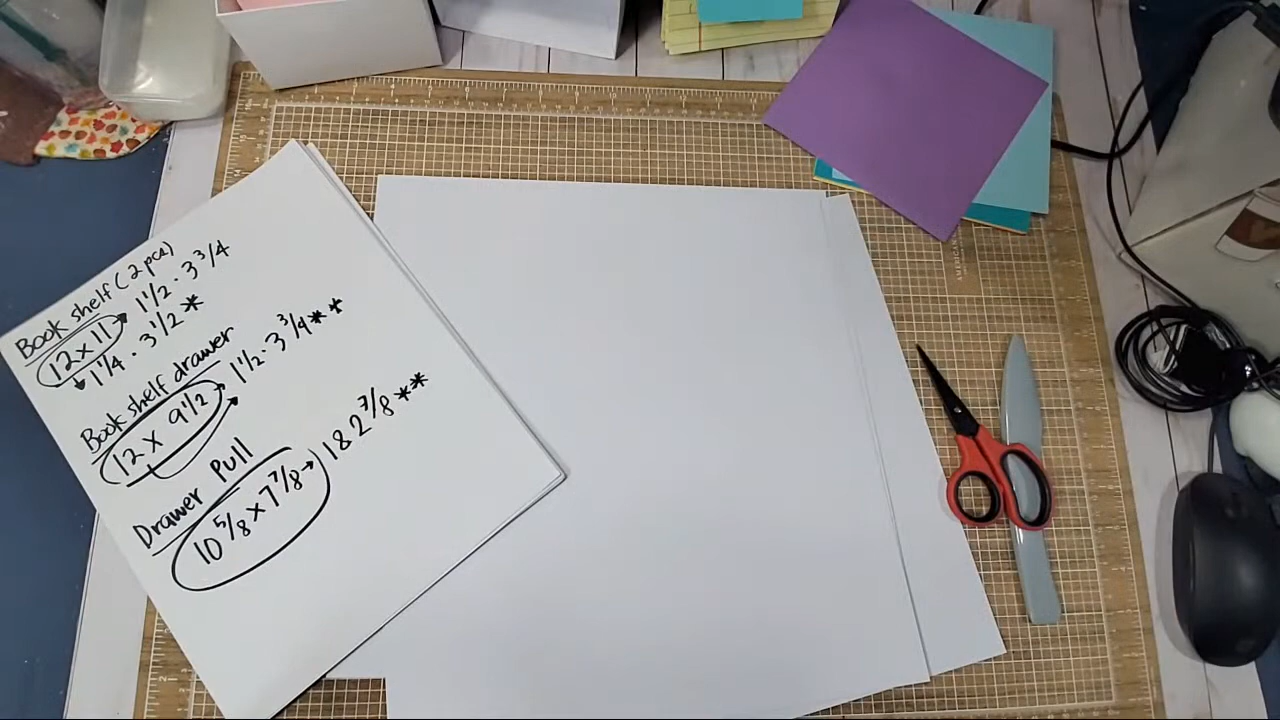 Book shelf (2 pcs)
12 x 11 → 1 1/2 · 3 3/4
1 1/4 · 3 1/2 *
Book shelf drawer
12 x 9 1/2 → 1 1/2 · 3 3/4 * *
Drawer Pull
10 5/8 x 7 7/8 → 1 & 2 7/8 * *